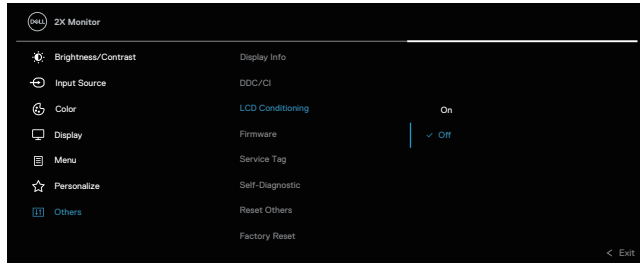 DELL 2X Monitor
Brightness/Contrast Display Info
Input Source DDC/CI
Color LCD Conditioning On
Display Firmware ✓ Off
Menu Service Tag
Personalize Self-Diagnostic
Others Reset Others
Factory Reset
< Exit